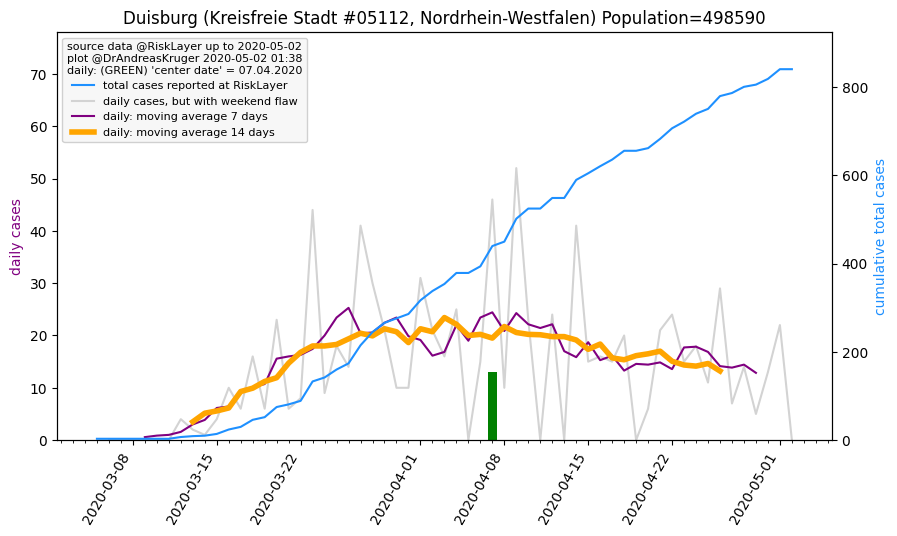 Duisburg (Kreisfreie Stadt #05112, Nordrhein-Westfalen) Population=498590
source data @RiskLayer up to 2020-05-02
plot @DrAndreasKruger 2020-05-02 01:38
daily: (GREEN) 'center date' = 07.04.2020
total cases reported at RiskLayer
daily cases, but with weekend flaw
daily: moving average 7 days
daily: moving average 14 days
daily cases
70
60
50
40
30
20
10
0
cumulative total cases
800
600
400
200
0
2020-03-08
2020-03-15
2020-03-22
2020-04-01
2020-04-08
2020-04-15
2020-04-22
2020-05-01